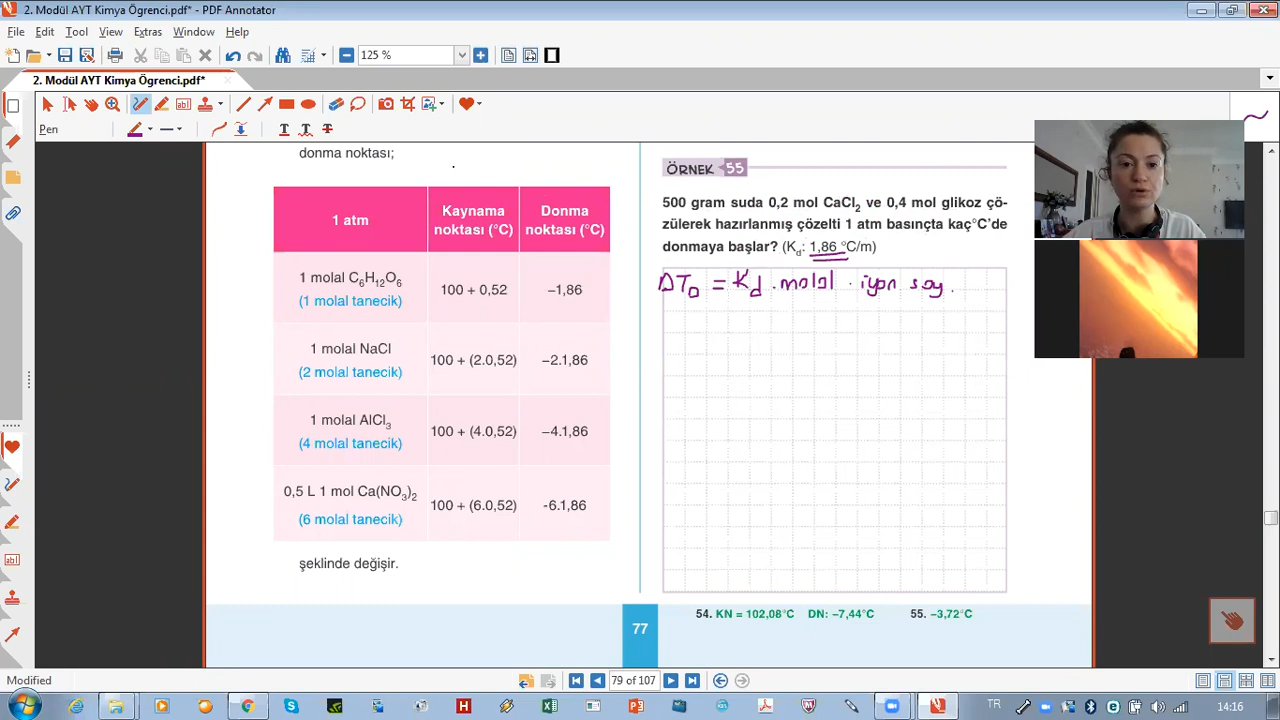 2. Modül AYT Kimya Ögrenci.pdf* - PDF Annotator
File Edit Tool View Extras Window Help
125 %
2. Modül AYT Kimya Ögrenci.pdf*
Pen
donma noktası;
1 atm
Kaynama noktası (°C)
Donma noktası (°C)
1 molal C₆H₁₂O₆
(1 molal tanecik)
100 + 0,52
–1,86
1 molal NaCl
(2 molal tanecik)
100 + (2.0,52)
–2.1,86
1 molal AlCl₃
(4 molal tanecik)
100 + (4.0,52)
–4.1,86
0,5 L 1 mol Ca(NO₃)₂
(6 molal tanecik)
100 + (6.0,52)
-6.1,86
şeklinde değişir.
ÖRNEK 55
500 gram suda 0,2 mol CaCl₂ ve 0,4 mol glikoz çö-
zülerek hazırlanmış çözelti 1 atm basınçta kaç°C'de
donmaya başlar? (K_d: 1,86 °C/m)
ΔT_D = K_d . molal . iyon say.
54. KN = 102,08°C DN: –7,44°C 55. –3,72°C
77
Modified
79 of 107
TR
14:16